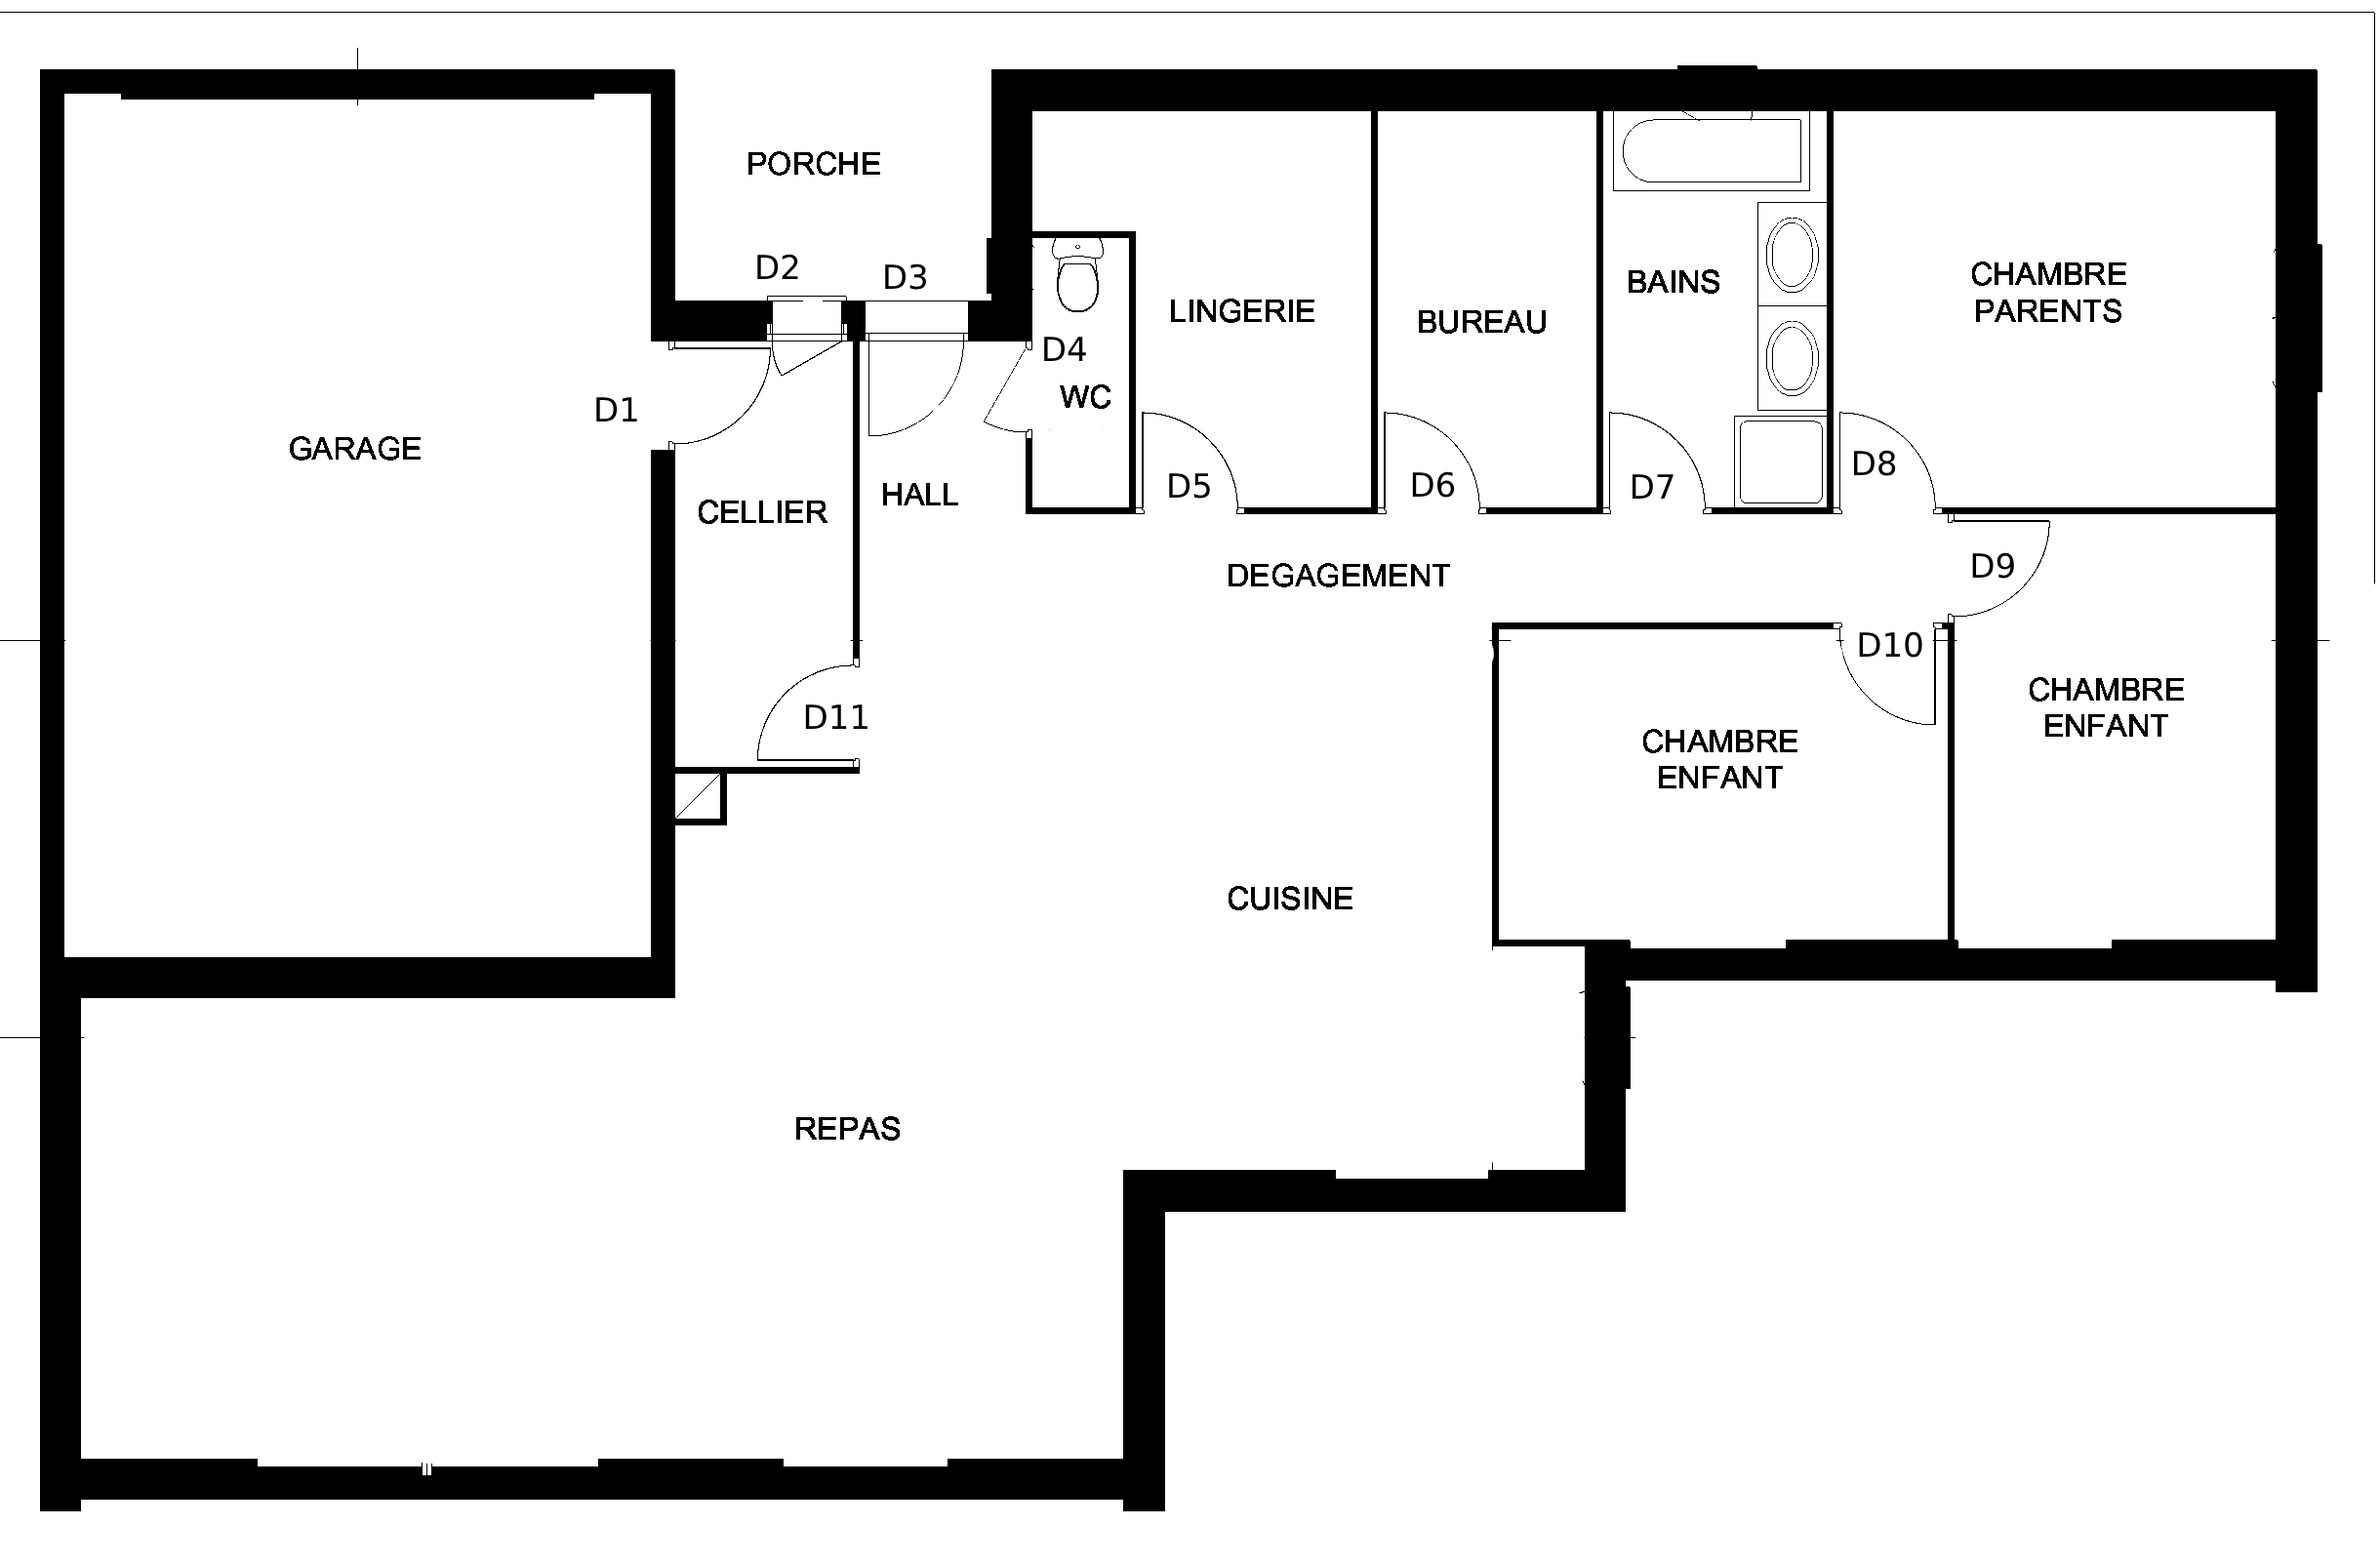 PORCHE
D2
D3
D1
GARAGE
CELLIER
HALL
D4
WC
LINGERIE
D5
BUREAU
D6
BAINS
D7
CHAMBRE
PARENTS
D8
DEGAGEMENT
D9
D10
D11
CHAMBRE
ENFANT
CHAMBRE
ENFANT
CUISINE
REPAS